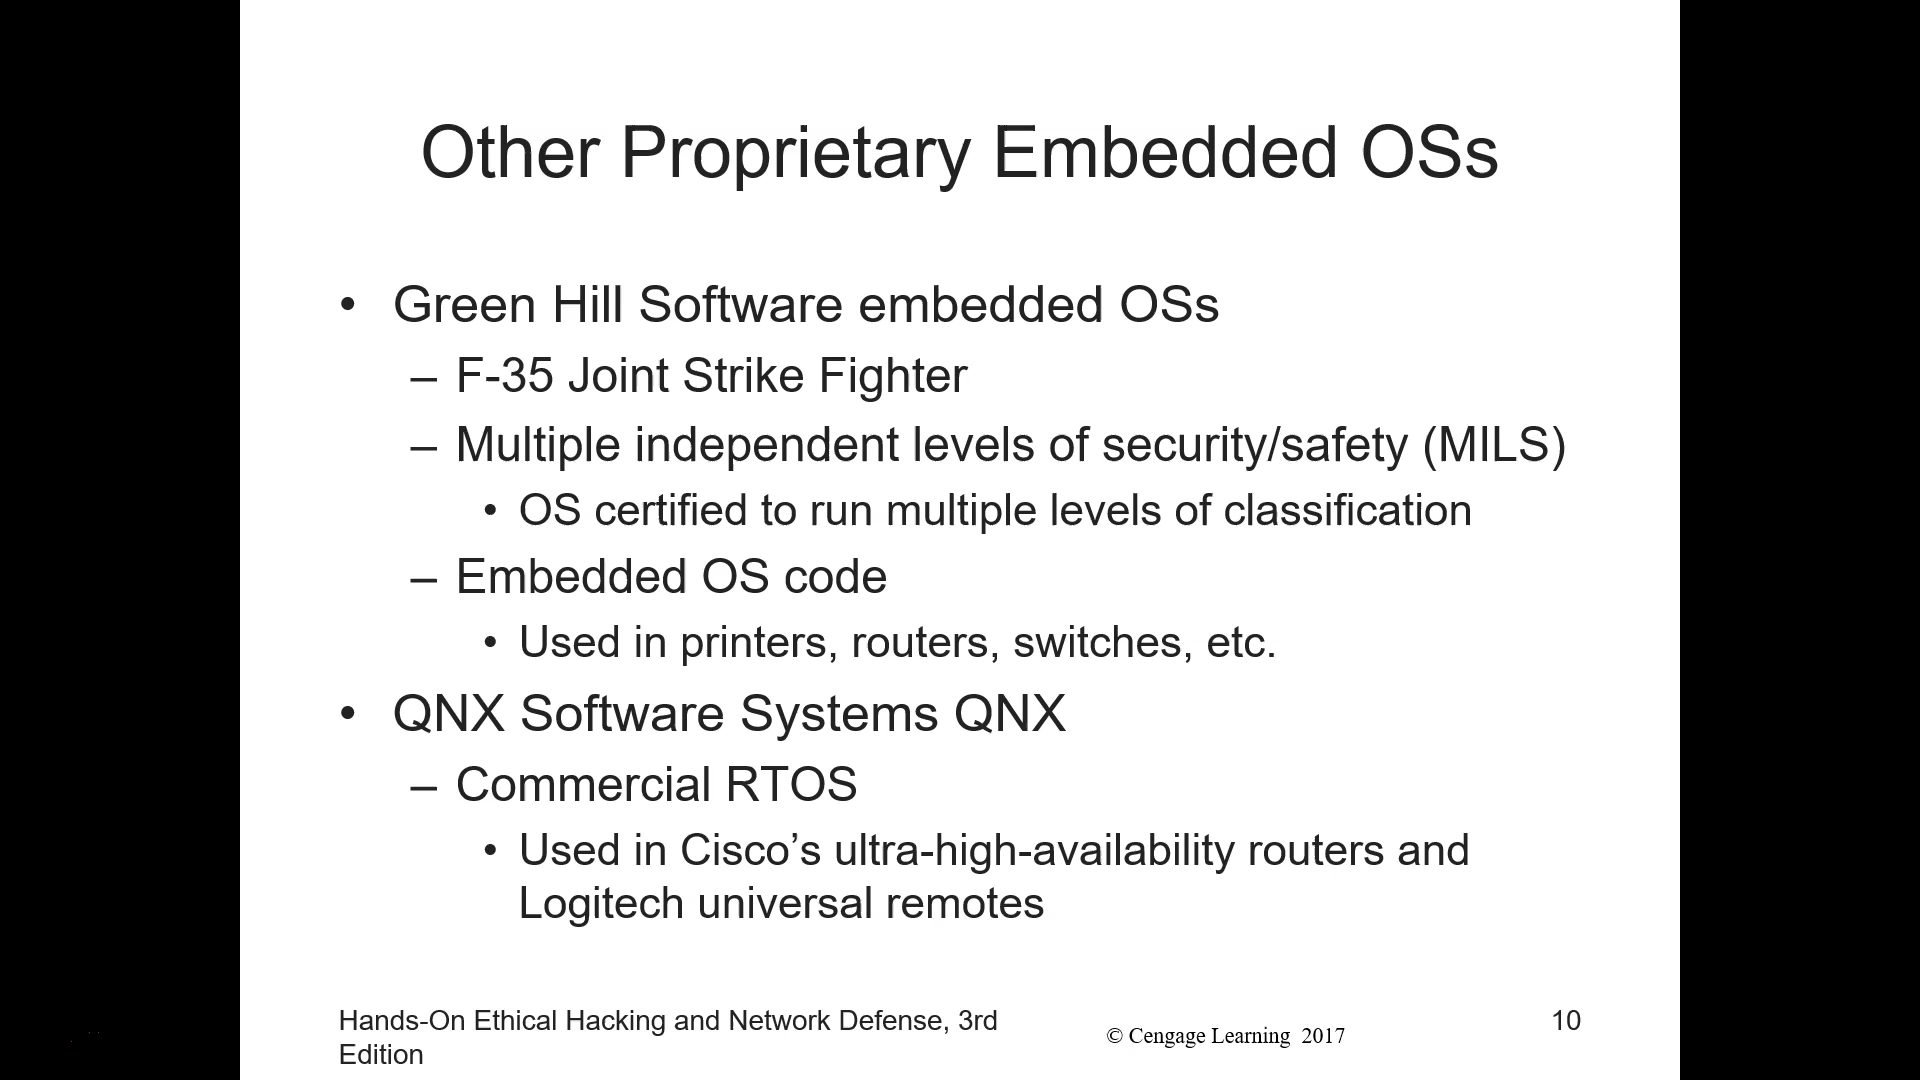 Other Proprietary Embedded OSs
• Green Hill Software embedded OSs
– F-35 Joint Strike Fighter
– Multiple independent levels of security/safety (MILS)
• OS certified to run multiple levels of classification
– Embedded OS code
• Used in printers, routers, switches, etc.
• QNX Software Systems QNX
– Commercial RTOS
• Used in Cisco’s ultra-high-availability routers and
Logitech universal remotes
Hands-On Ethical Hacking and Network Defense, 3rd
Edition
© Cengage Learning 2017
10